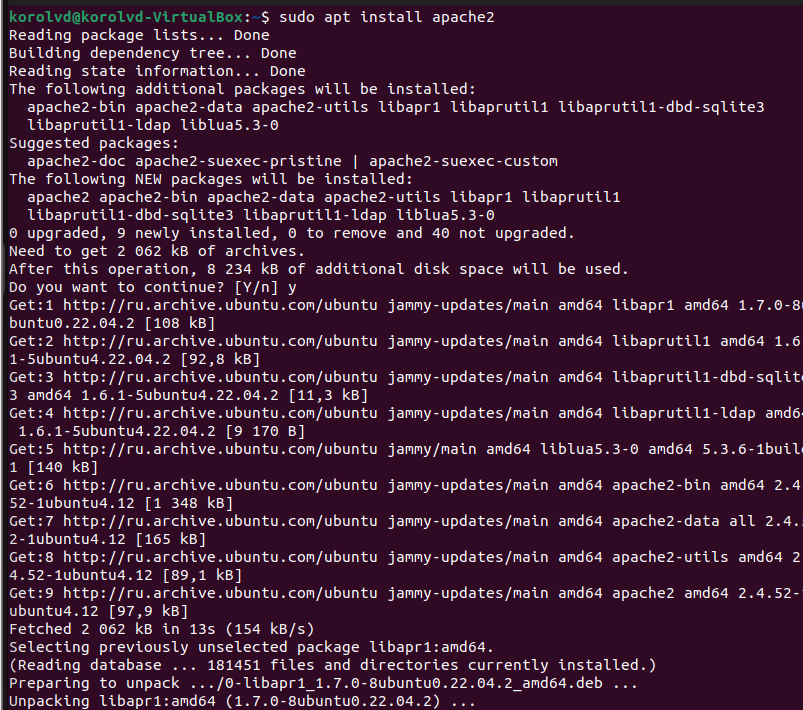 korolvd@korolvd-VirtualBox:~$ sudo apt install apache2
Reading package lists... Done
Building dependency tree... Done
Reading state information... Done
The following additional packages will be installed:
  apache2-bin apache2-data apache2-utils libapr1 libaprutil1 libaprutil1-dbd-sqlite3
  libaprutil1-ldap liblua5.3-0
Suggested packages:
  apache2-doc apache2-suexec-pristine | apache2-suexec-custom
The following NEW packages will be installed:
  apache2 apache2-bin apache2-data apache2-utils libapr1 libaprutil1
  libaprutil1-dbd-sqlite3 libaprutil1-ldap liblua5.3-0
0 upgraded, 9 newly installed, 0 to remove and 40 not upgraded.
Need to get 2 062 kB of archives.
After this operation, 8 234 kB of additional disk space will be used.
Do you want to continue? [Y/n] y
Get:1 http://ru.archive.ubuntu.com/ubuntu jammy-updates/main amd64 libapr1 amd64 1.7.0-8u
buntu0.22.04.2 [108 kB]
Get:2 http://ru.archive.ubuntu.com/ubuntu jammy-updates/main amd64 libaprutil1 amd64 1.6.
1-5ubuntu4.22.04.2 [92,8 kB]
Get:3 http://ru.archive.ubuntu.com/ubuntu jammy-updates/main amd64 libaprutil1-dbd-sqlite
3 amd64 1.6.1-5ubuntu4.22.04.2 [11,3 kB]
Get:4 http://ru.archive.ubuntu.com/ubuntu jammy-updates/main amd64 libaprutil1-ldap amd64
 1.6.1-5ubuntu4.22.04.2 [9 170 B]
Get:5 http://ru.archive.ubuntu.com/ubuntu jammy/main amd64 liblua5.3-0 amd64 5.3.6-1build
1 [140 kB]
Get:6 http://ru.archive.ubuntu.com/ubuntu jammy-updates/main amd64 apache2-bin amd64 2.4.
52-1ubuntu4.12 [1 348 kB]
Get:7 http://ru.archive.ubuntu.com/ubuntu jammy-updates/main amd64 apache2-data all 2.4.5
2-1ubuntu4.12 [165 kB]
Get:8 http://ru.archive.ubuntu.com/ubuntu jammy-updates/main amd64 apache2-utils amd64 2.
4.52-1ubuntu4.12 [89,1 kB]
Get:9 http://ru.archive.ubuntu.com/ubuntu jammy-updates/main amd64 apache2 amd64 2.4.52-1
ubuntu4.12 [97,9 kB]
Fetched 2 062 kB in 13s (154 kB/s)
Selecting previously unselected package libapr1:amd64.
(Reading database ... 181451 files and directories currently installed.)
Preparing to unpack .../0-libapr1_1.7.0-8ubuntu0.22.04.2_amd64.deb ...
Unpacking libapr1:amd64 (1.7.0-8ubuntu0.22.04.2) ...